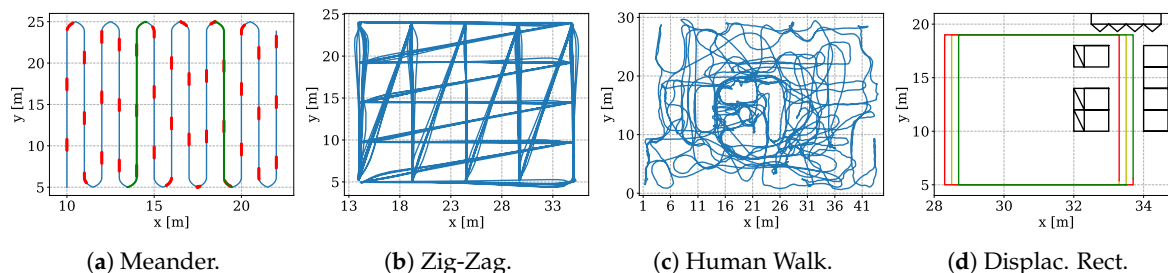 25
20
15
10
5
y [m]
10 15 20
x [m]
(a) Meander.
25
20
15
10
5
y [m]
13 18 23 28 33
x [m]
(b) Zig-Zag.
30
20
10
0
y [m]
1 6 11 16 21 26 31 36 41
x [m]
(c) Human Walk.
20
15
10
5
y [m]
28 30 32 34
x [m]
(d) Displac. Rect.